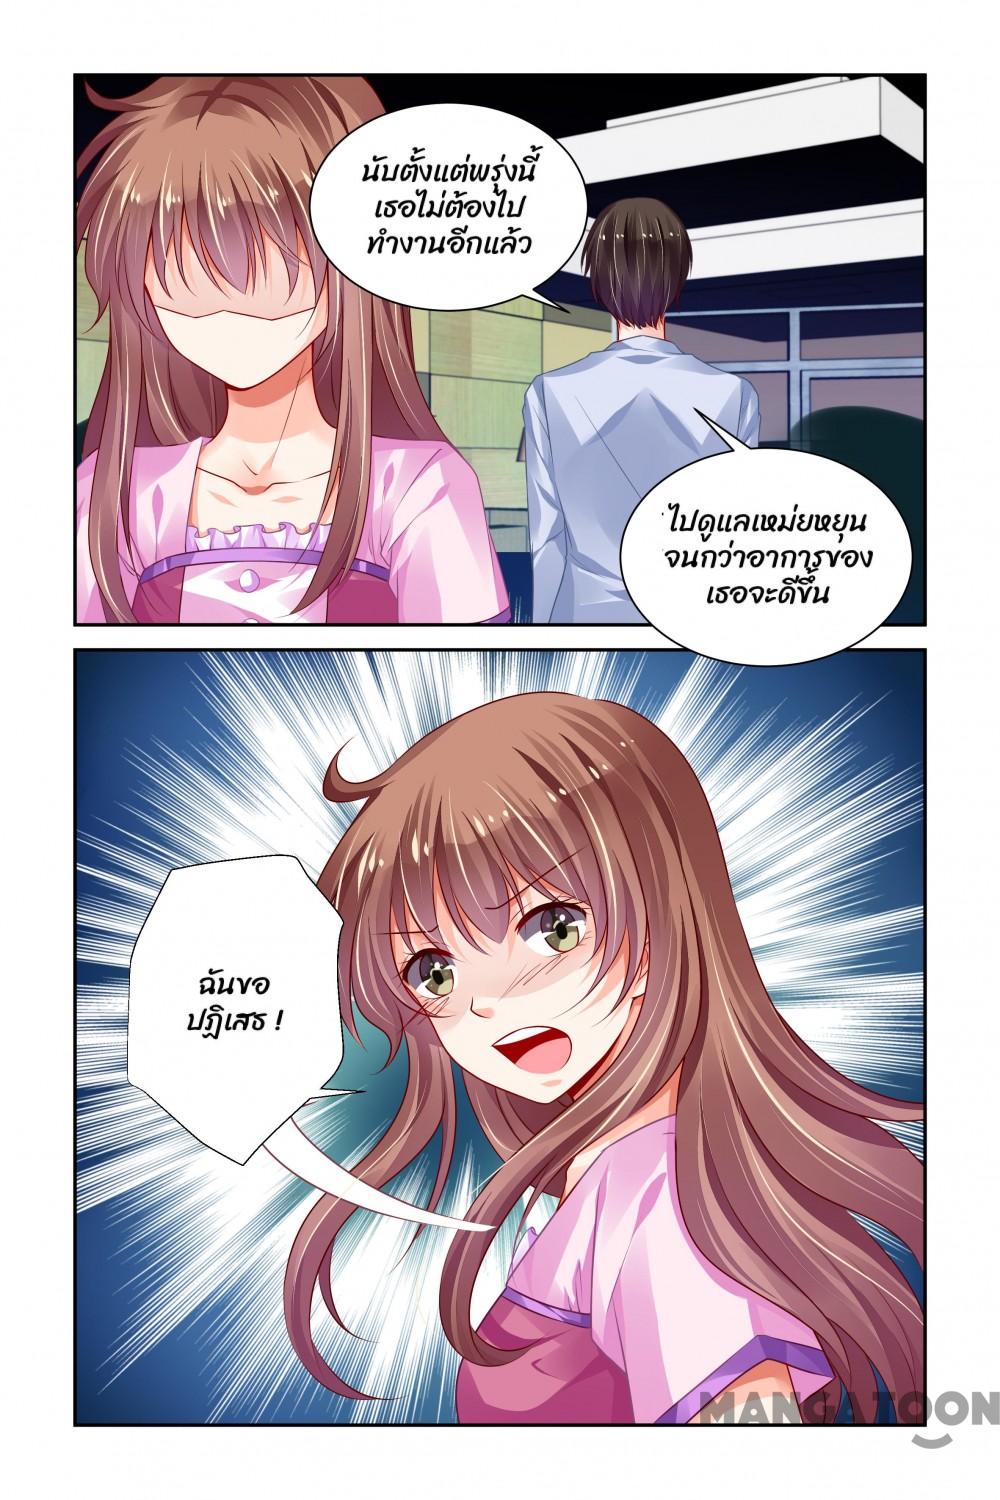 นับตั้งแต่พรุ่งนี้
เธอไม่ต้องไป
ทำงานอีกแล้ว
ไปดูแลเหม่ยหยุน
จนกว่าอาการของ
เธอจะดีขึ้น
ฉันขอ
ปฏิเสธ !
MANGATOON